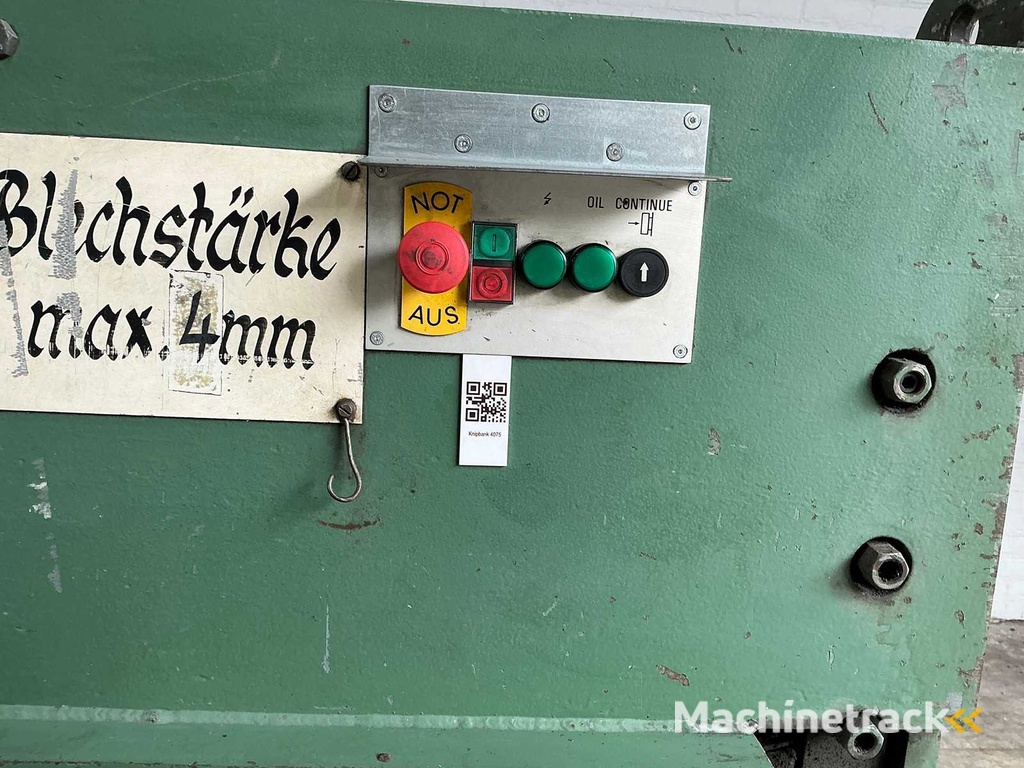 Blechstärke
max. 4mm
NOT
AUS
OIL CONTINUE
Knipbank 4075
Machinetrack